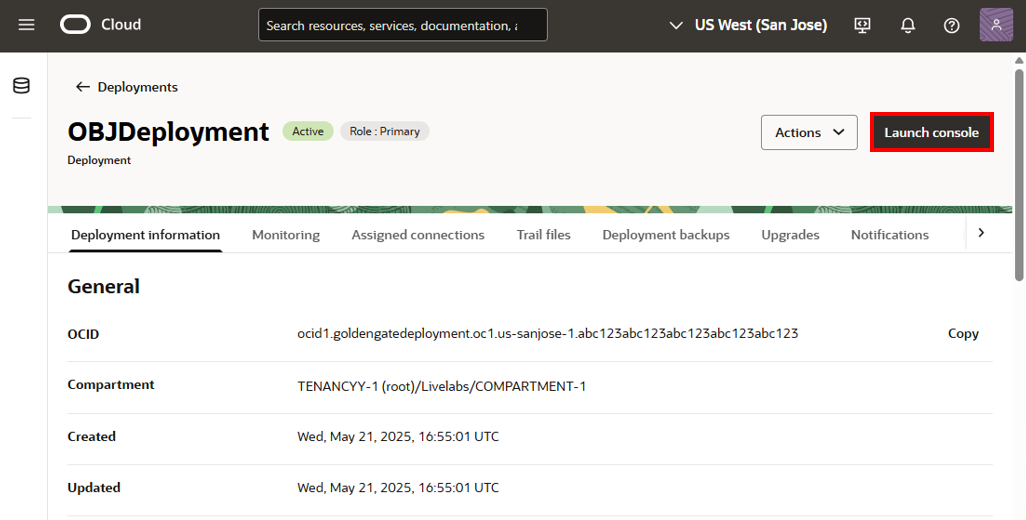 Cloud
Search resources, services, documentation, a
US West (San Jose)
Deployments
OBJDeployment
Active
Role : Primary
Actions
Launch console
Deployment
Deployment information
Monitoring
Assigned connections
Trail files
Deployment backups
Upgrades
Notifications
General
OCID
ocid1.goldengatedeployment.oc1.us-sanjose-1.abc123abc123abc123abc123abc123
Copy
Compartment
TENANCYY-1 (root)/Livelabs/COMPARTMENT-1
Created
Wed, May 21, 2025, 16:55:01 UTC
Updated
Wed, May 21, 2025, 16:55:01 UTC